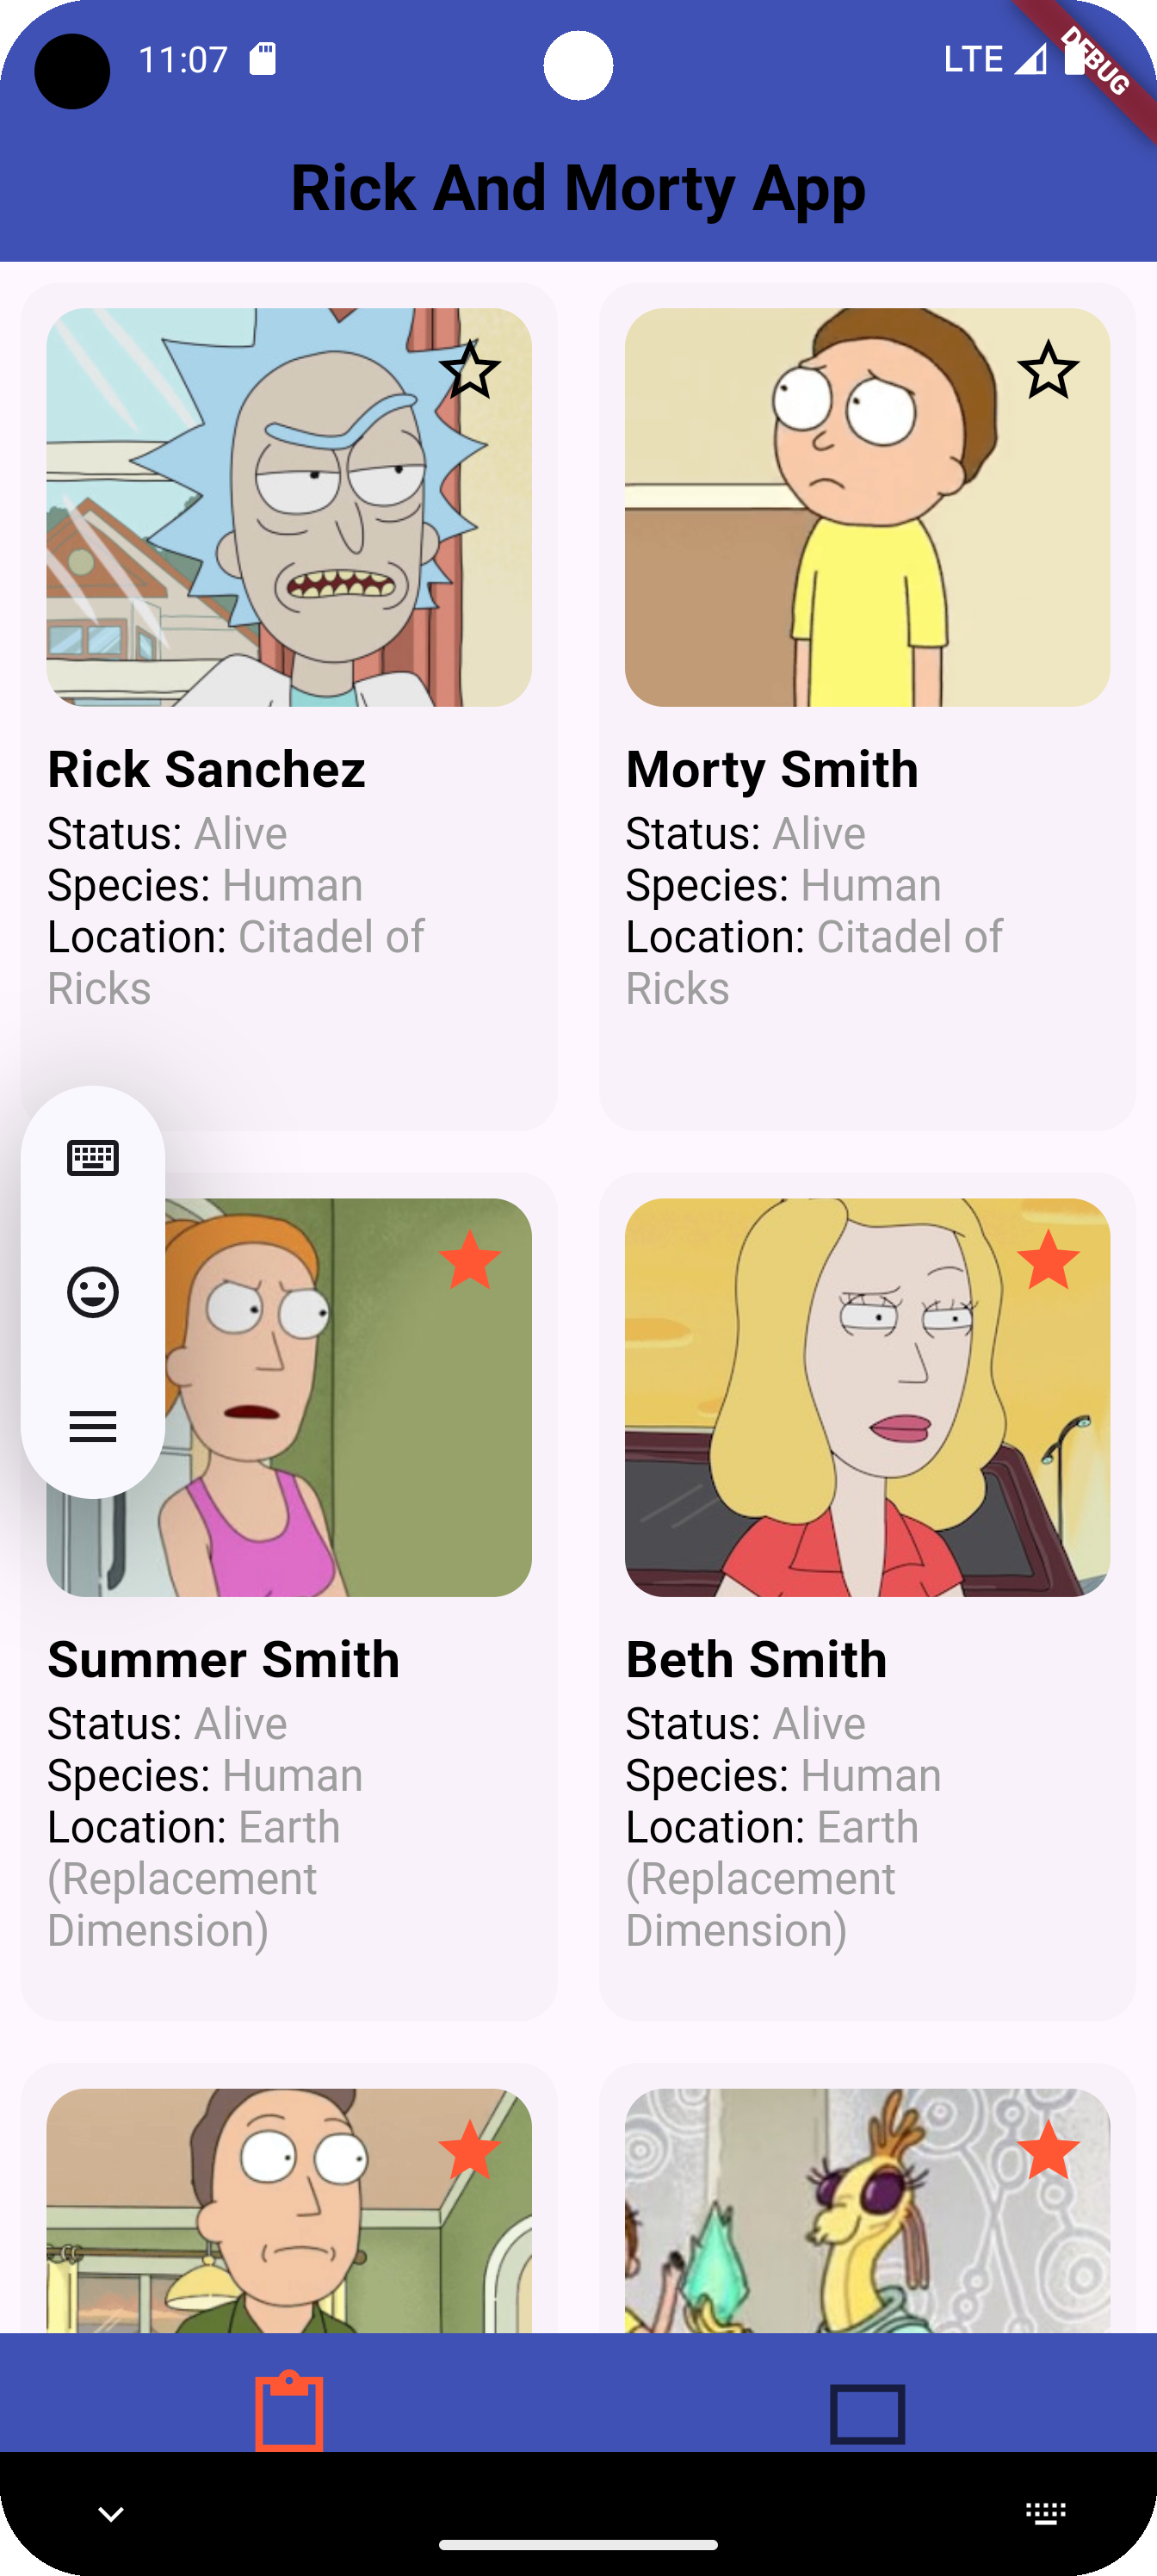 11:07
LTE
DEBUG
Rick And Morty App
Rick Sanchez
Status: Alive
Species: Human
Location: Citadel of
Ricks
Morty Smith
Status: Alive
Species: Human
Location: Citadel of
Ricks
Summer Smith
Status: Alive
Species: Human
Location: Earth
(Replacement
Dimension)
Beth Smith
Status: Alive
Species: Human
Location: Earth
(Replacement
Dimension)